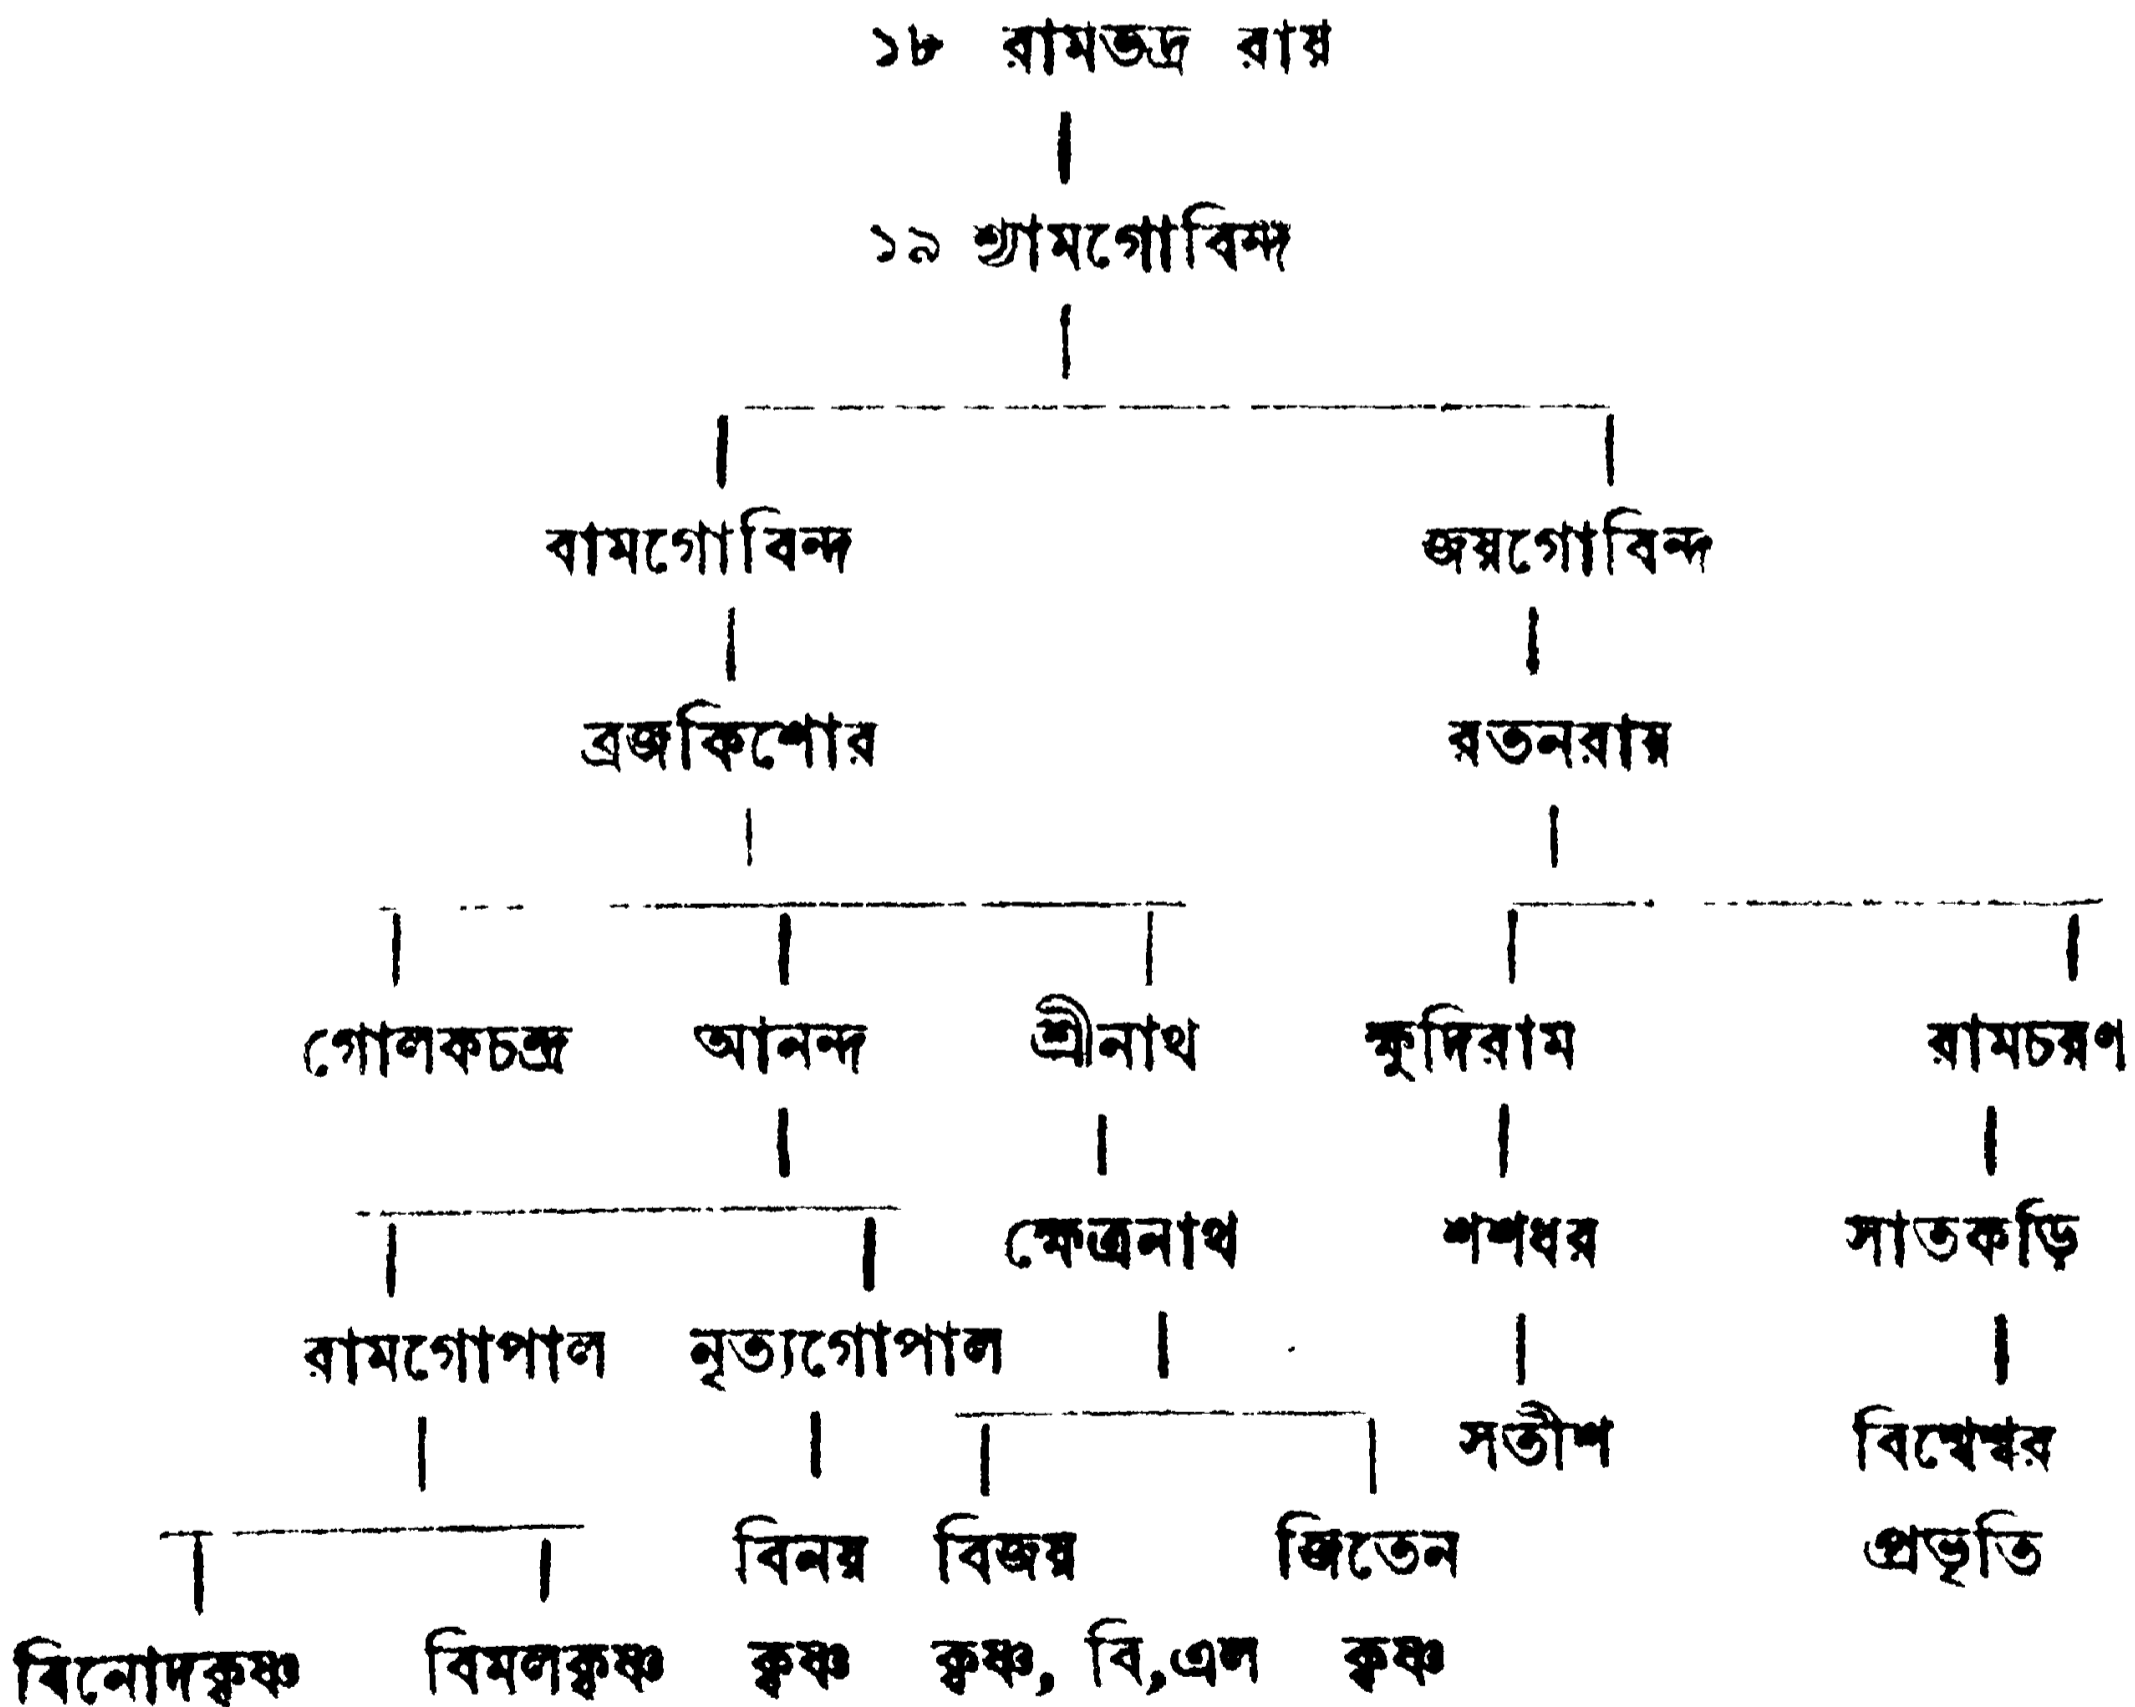 ১৮ রামভদ্র রায়
১৯ শ্যামগোবিন্দ
বামগোবিন্দ জয়গোবিন্দ
ব্রজকিশোর রতনরায়
গোলকচন্দ্র আনন্দ শ্রীনাথ ক্ষুদিরাম রামচরণ
ক্ষেত্রনাথ শশধর সাতকড়ি
রামগোপাল নৃত্যগোপাল
সতীশ বিশ্বেশ্বর
বিনয় বিজয় জিতেন প্রভৃতি
বিনোদকৃষ্ণ বিমলকৃষ্ণ কৃষ্ণ কৃষ্ণ, বি,এল কৃষ্ণ